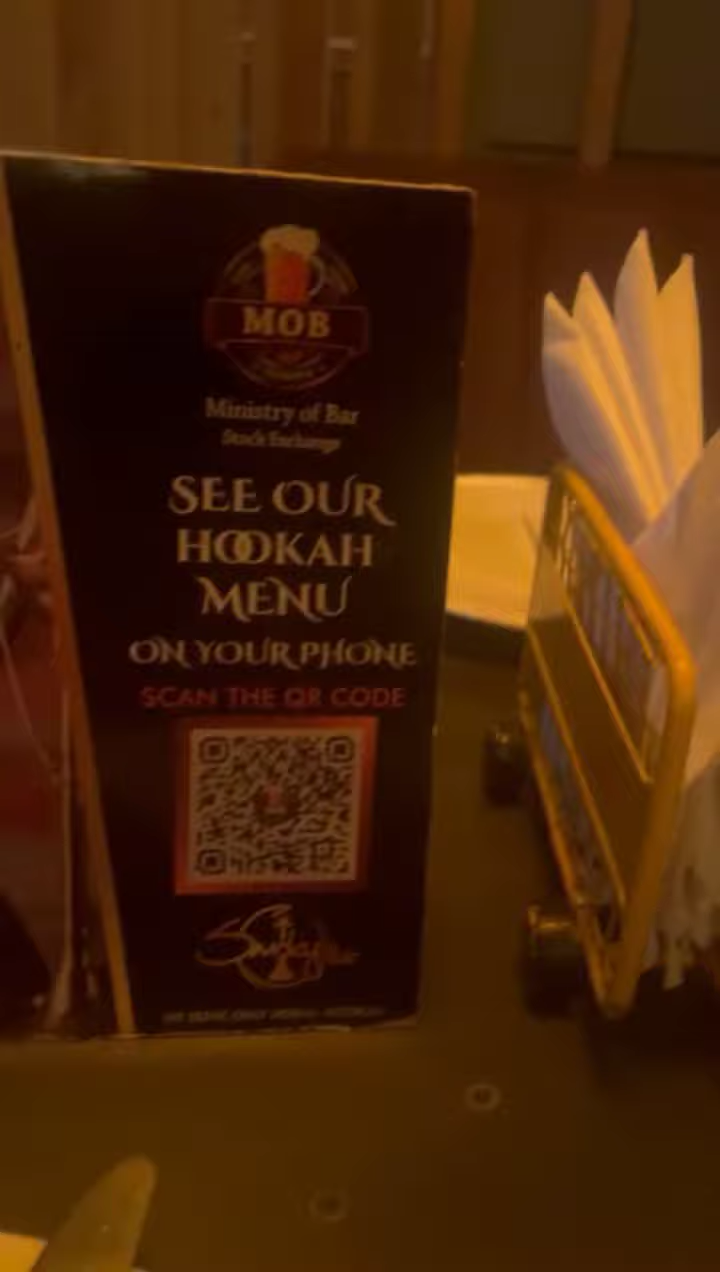 MOB
Ministry of Bar
Stock Exchange
SEE OUR
HOOKAH
MENU
ON YOUR PHONE
SCAN THE QR CODE